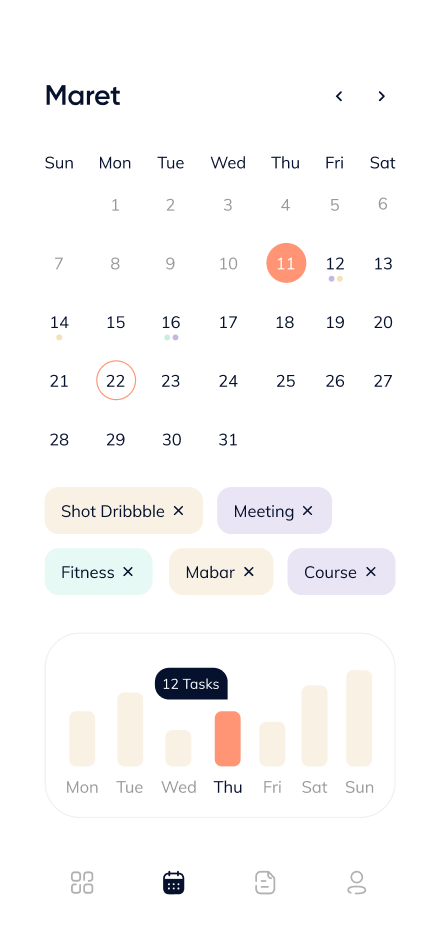 Maret
Sun Mon Tue Wed Thu Fri Sat
1 2 3 4 5 6
7 8 9 10 11 12 13
14 15 16 17 18 19 20
21 22 23 24 25 26 27
28 29 30 31
Shot Dribbble × Meeting ×
Fitness × Mabar × Course ×
12 Tasks
Mon Tue Wed Thu Fri Sat Sun